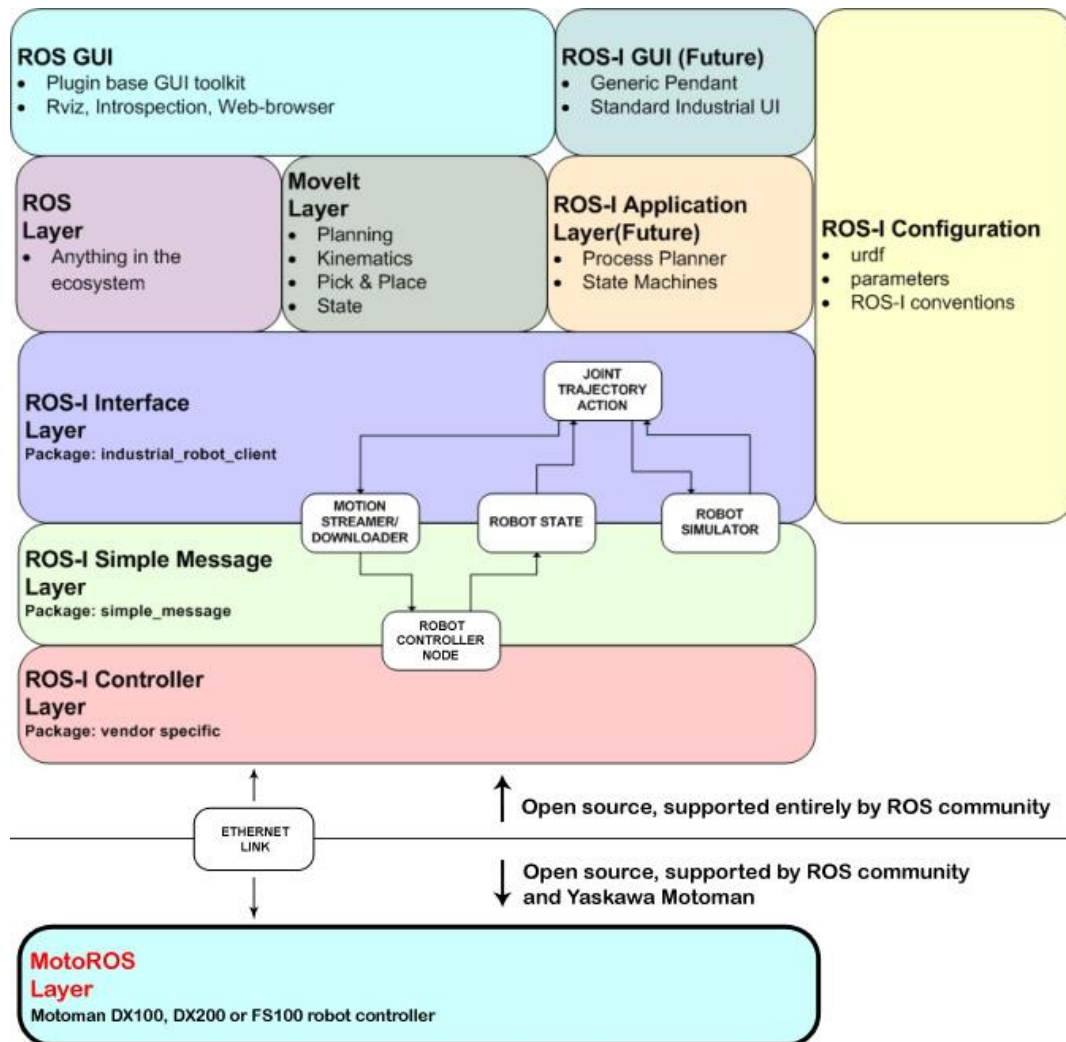 ROS GUI
• Plugin base GUI toolkit
• Rviz, Introspection, Web-browser
ROS-I GUI (Future)
• Generic Pendant
• Standard Industrial UI
ROS
Layer
• Anything in the
ecosystem
MoveIt
Layer
• Planning
• Kinematics
• Pick & Place
• State
ROS-I Application
Layer(Future)
• Process Planner
• State Machines
ROS-I Configuration
• urdf
• parameters
• ROS-I conventions
ROS-I Interface
Layer
Package: industrial_robot_client
JOINT
TRAJECTORY
ACTION
MOTION
STREAMER/
DOWNLOADER
ROBOT STATE
ROBOT
SIMULATOR
ROS-I Simple Message
Layer
Package: simple_message
ROBOT
CONTROLLER
NODE
ROS-I Controller
Layer
Package: vendor specific
Open source, supported entirely by ROS community
ETHERNET
LINK
Open source, supported by ROS community
and Yaskawa Motoman
MotoROS
Layer
Motoman DX100, DX200 or FS100 robot controller